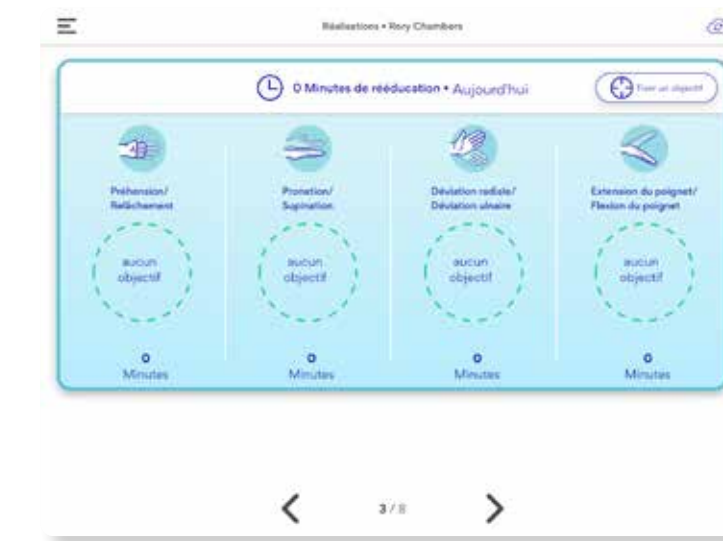 Réalisations • Rory Chambers
0 Minutes de rééducation • Aujourd'hui
Fixer un objectif
Préhension/
Relâchement
aucun
objectif
0
Minutes
Pronation/
Supination
aucun
objectif
0
Minutes
Déviation radiale/
Déviation ulnaire
aucun
objectif
0
Minutes
Extension du poignet/
Flexion du poignet
aucun
objectif
0
Minutes
3 / 8